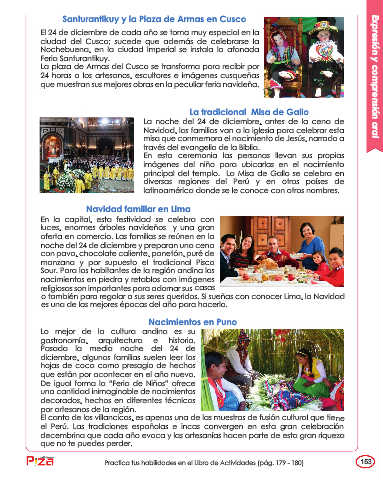 Santurantikuy y la Plaza de Armas en Cusco
El 24 de diciembre de cada año se torna muy especial en la
ciudad del Cusco; sucede que además de celebrarse la
Nochebuena, en la ciudad imperial se instala la afonada
Feria Santurantikuy.
La plaza de Armas del Cusco se transforma para recibir por
24 horas a los artesanos, escultores e imágenes cusqueñas
que muestran sus mejores obras en la peculiar feria navideña.
Expresión y comprensión oral
La tradicional Misa de Gallo
La noche del 24 de diciembre, antes de la cena de
Navidad, las familias van a la iglesia para celebrar esta
misa que conmemora el nacimiento de Jesús, narrado a
través del evangelio de la Biblia.
En esta ceremonia las personas llevan sus propias
imágenes del niño para ubicarlas en el nacimiento
principal del templo. La Misa de Gallo se celebra en
diversas regiones del Perú y en otros países de
latinoamérica donde se le conoce con otros nombres.
Navidad familiar en Lima
En la capital, esta festividad se celebra con
luces, enormes árboles navideños y una gran
oferta en comercio. Las familias se reúnen en la
noche del 24 de diciembre y preparan una cena
con pavo, chocolate caliente, panetón, puré de
manzana y por supuesto el tradicional Pisco
Sour. Para los habitantes de la región andina los
nacimientos en piedra y retablos con imágenes
religiosas son importantes para adornar sus casas
o también para regalar a sus seres queridos. Si sueñas con conocer Lima, la Navidad
es una de las mejores épocas del año para hacerlo.
Nacimientos en Puno
Lo mejor de la cultura andina es su
gastronomía, arquitectura e historia.
Pasada la media noche del 24 de
diciembre, algunas familias suelen leer las
hojas de coca como presagio de hechos
que están por acontecer en el año nuevo.
De igual forma la "Feria de Niñas" ofrece
una cantidad inimaginable de nacimientos
decorados, hechos en diferentes técnicas
por artesanos de la región.
El canto de los villancicos, es apenas una de las muestras de fusión cultural que tiene
el Perú. Las tradiciones españolas e incas convergen en esta gran celebración
decembrina que cada año evoca y las artesanías hacen parte de esta gran riqueza
que no te puedes perder.
Practica tus habilidades en el Libro de Actividades (pág. 179 - 180)
153